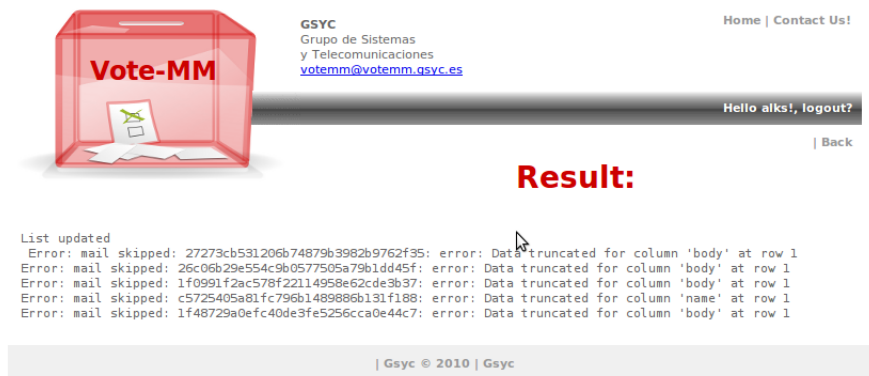 Vote-MM
GSYC
Grupo de Sistemas
y Telecomunicaciones
votemm@votemm.gsyc.es
Home | Contact Us!
Hello alks!, logout?
| Back
Result:
List updated
Error: mail skipped: 27273cb531206b74879b3982b9762f35: error: Data truncated for column 'body' at row 1
Error: mail skipped: 26c06b29e554c9b0577505a79b1dd45f: error: Data truncated for column 'body' at row 1
Error: mail skipped: 1f0991f2ac578f22114958e62cde3b37: error: Data truncated for column 'body' at row 1
Error: mail skipped: c5725405a81fc796b1489886b131f188: error: Data truncated for column 'name' at row 1
Error: mail skipped: 1f48729a0efc40de3fe5256cca0e44c7: error: Data truncated for column 'body' at row 1
| Gsyc © 2010 | Gsyc